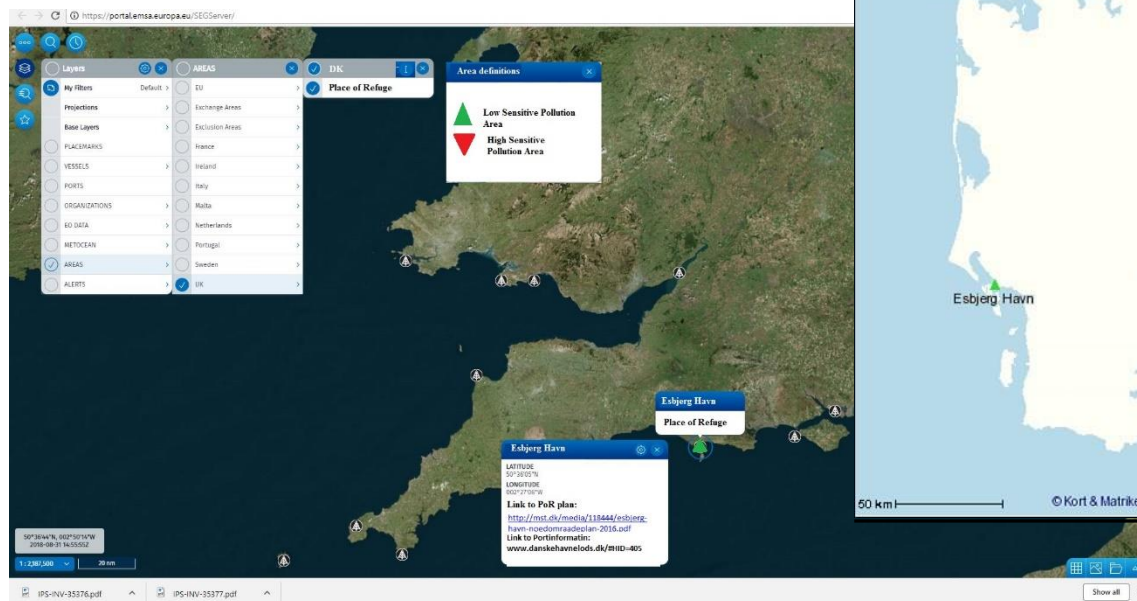 https://portal.emsa.europa.eu/SEGServer/
Layers
My Filters
Default >
Projections
Base Layers
PLACEMARKS
VESSELS
PORTS
ORGANIZATIONS
EO DATA
METOCEAN
AREAS
ALERTS
AREAS
EU
Exchange Areas
Exclusion Areas
France
Ireland
Italy
Malta
Netherlands
Portugal
Sweden
UK
DK
Place of Refuge
Area definitions
Low Sensitive Pollution
Area
High Sensitive
Pollution Area
Esbjerg Havn
Place of Refuge
Esbjerg Havn
LATITUDE
50°36'05"N
LONGITUDE
002°27'06"W
Link to PoR plan:
http://mst.dk/media/118444/esbjerg-
havn-noedomraadeplan-2016.pdf
Link to Portinformatin:
www.danskehavnelods.dk/#HID=405
Esbjerg Havn
50 km
© Kort & Matrike
50°36'44"N, 002°50'14"W
2018-08-31 14:55:55Z
1 : 2,187,500
20 nm
IPS-INV-35376.pdf
IPS-INV-35377.pdf
Show all